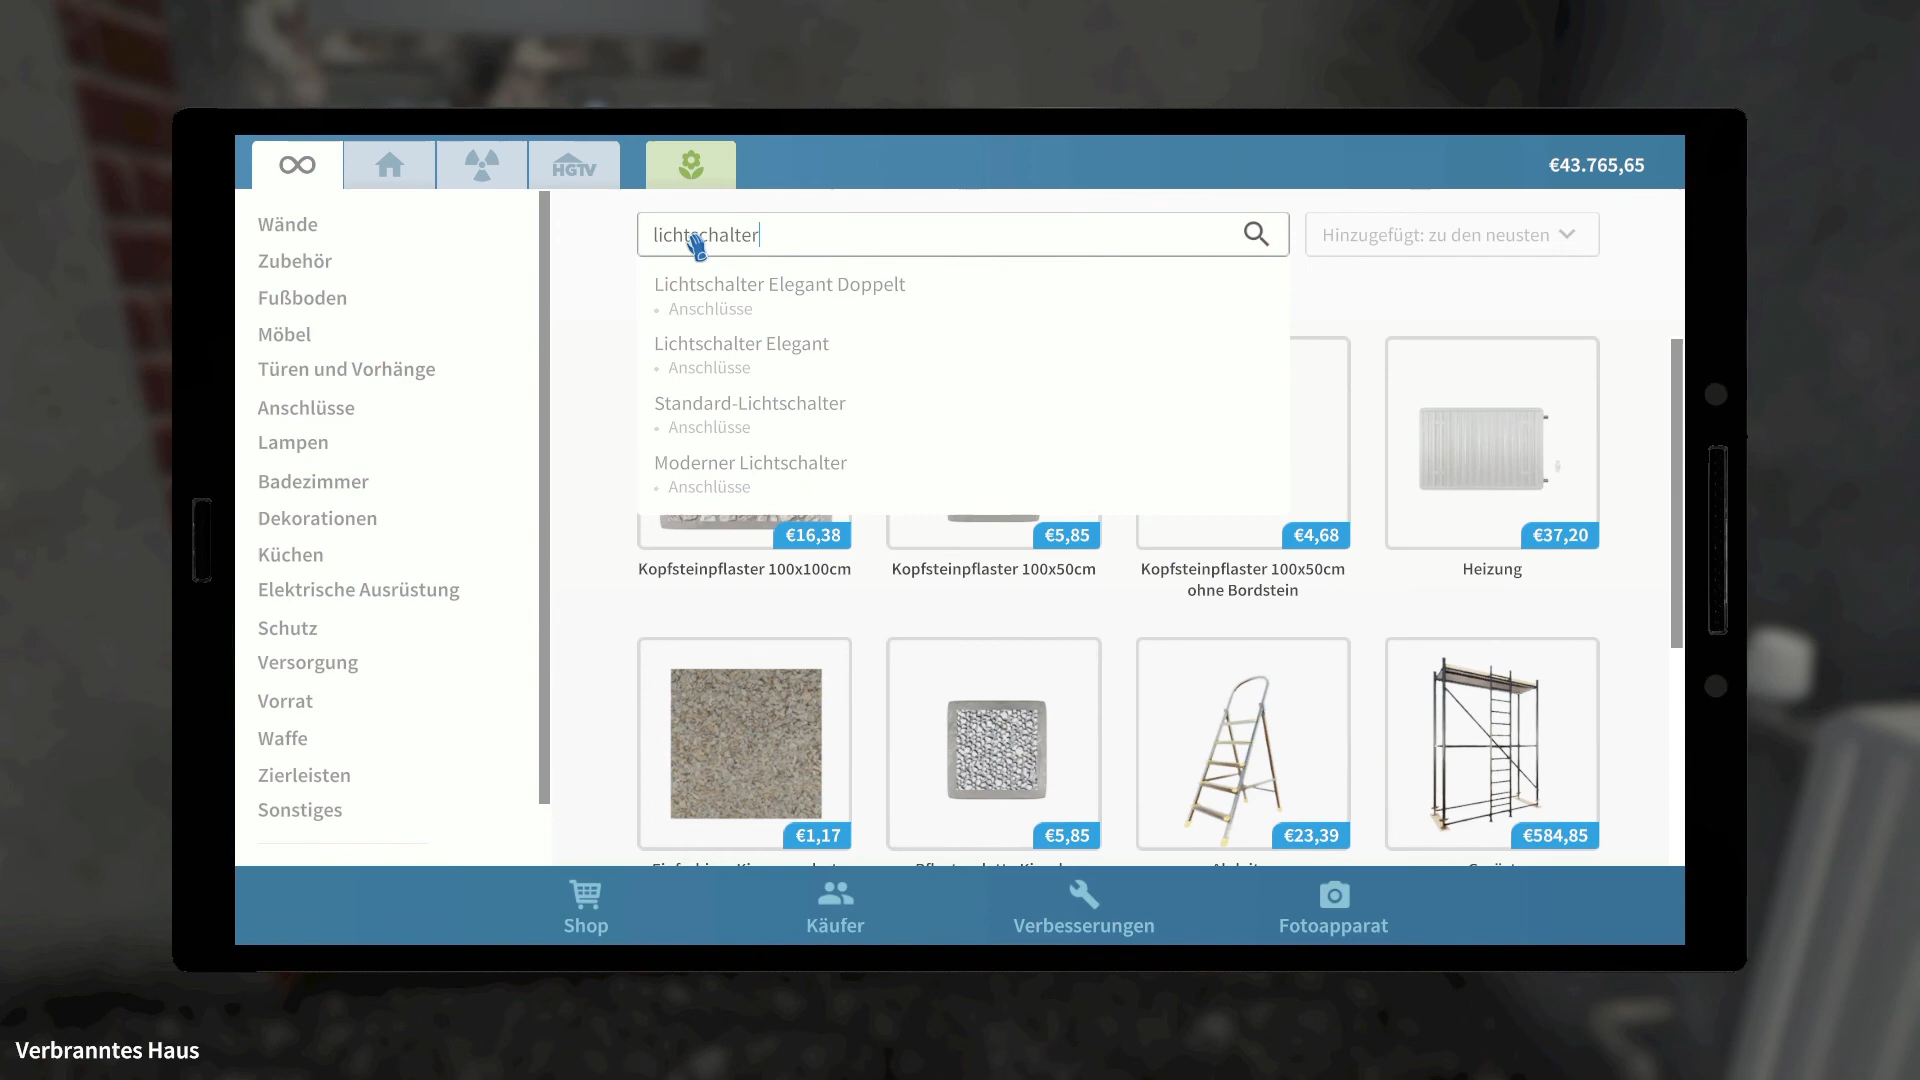 HGTV
€43.765,65
Wände
Zubehör
Fußboden
Möbel
Türen und Vorhänge
Anschlüsse
Lampen
Badezimmer
Dekorationen
Küchen
Elektrische Ausrüstung
Schutz
Versorgung
Vorrat
Waffe
Zierleisten
Sonstiges
lichtschalter
Hinzugefügt: zu den neusten
Lichtschalter Elegant Doppelt
• Anschlüsse
Lichtschalter Elegant
• Anschlüsse
Standard-Lichtschalter
• Anschlüsse
Moderner Lichtschalter
• Anschlüsse
€16,38
€5,85
€4,68
€37,20
Kopfsteinpflaster 100x100cm
Kopfsteinpflaster 100x50cm
Kopfsteinpflaster 100x50cm
ohne Bordstein
Heizung
€1,17
€5,85
€23,39
€584,85
Shop
Käufer
Verbesserungen
Fotoapparat
Verbranntes Haus